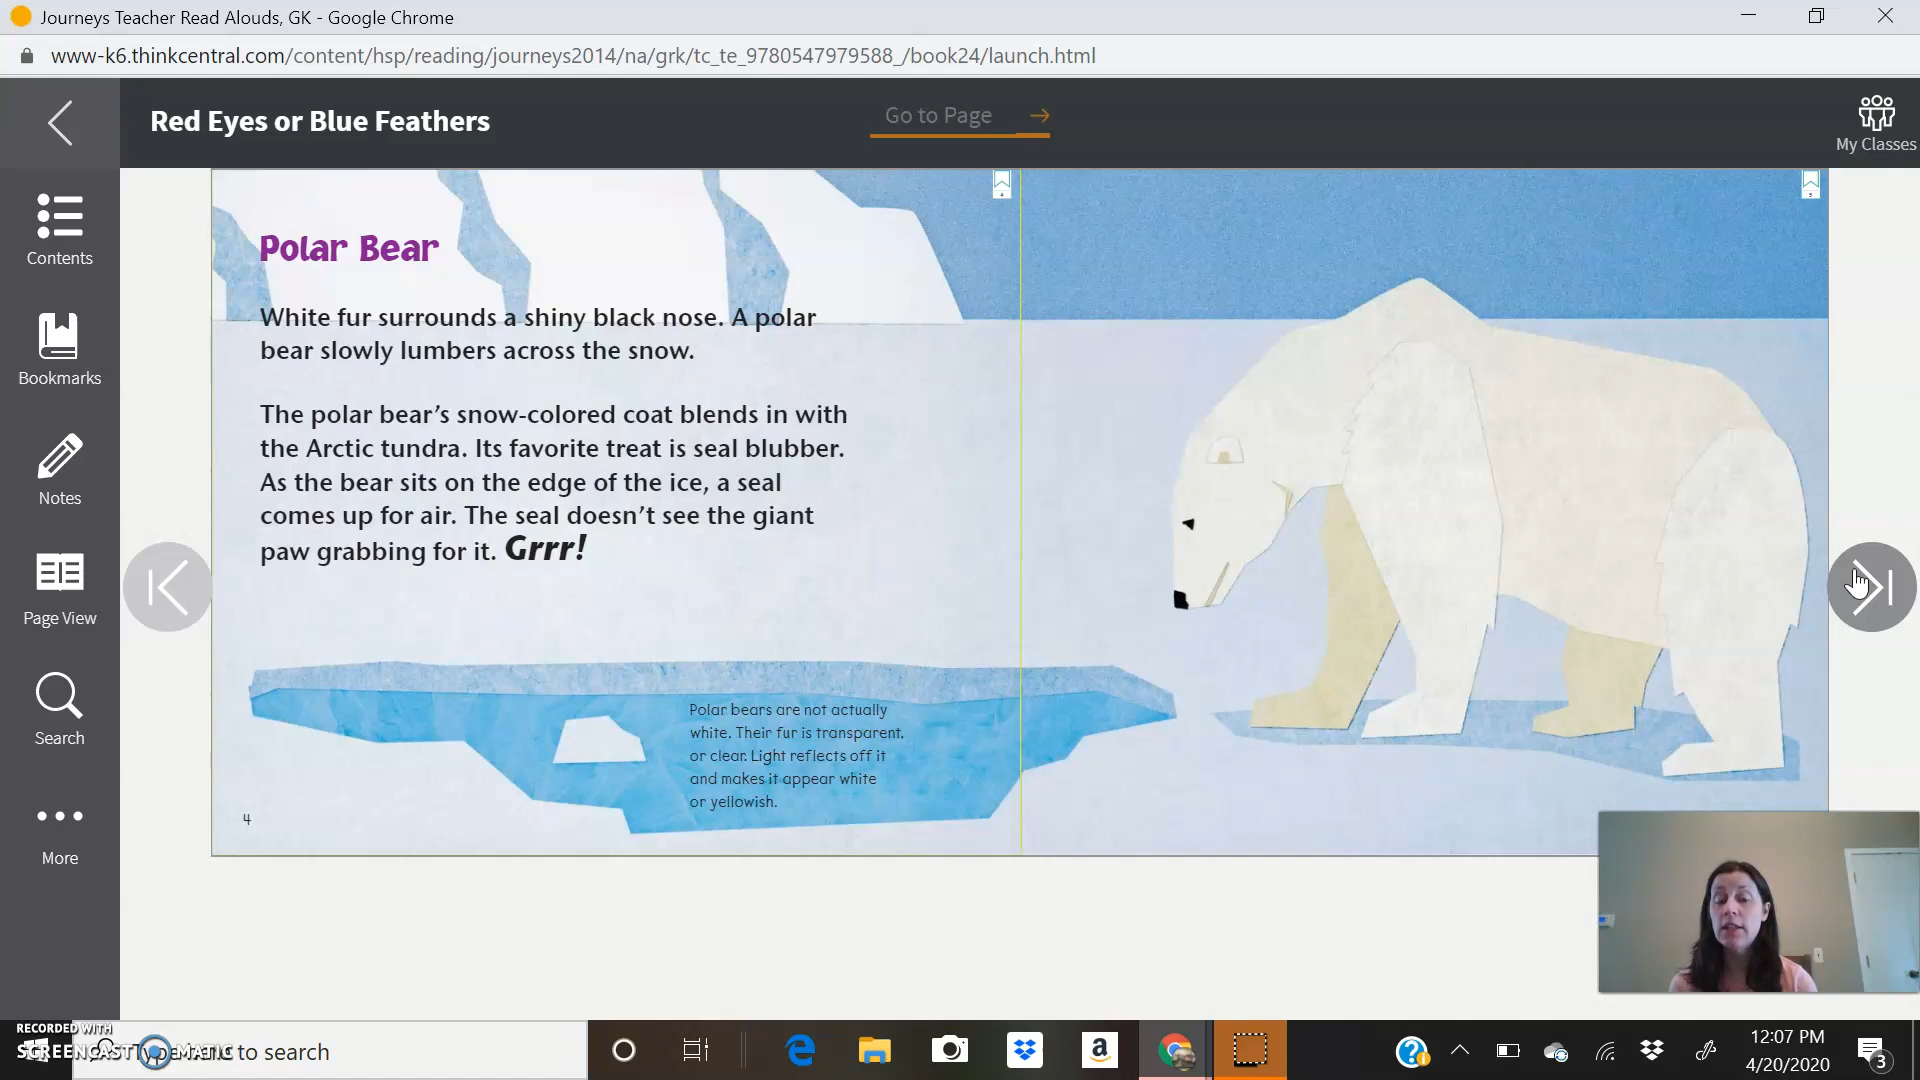 Journeys Teacher Read Alouds, GK - Google Chrome
www-k6.thinkcentral.com/content/hsp/reading/journeys2014/na/grk/tc_te_9780547979588_/book24/launch.html
Red Eyes or Blue Feathers
Go to Page
My Classes
Contents
Bookmarks
Notes
Page View
Search
More
4
5
Polar Bear
White fur surrounds a shiny black nose. A polar
bear slowly lumbers across the snow.
The polar bear's snow-colored coat blends in with
the Arctic tundra. Its favorite treat is seal blubber.
As the bear sits on the edge of the ice, a seal
comes up for air. The seal doesn't see the giant
paw grabbing for it. Grrr!
Polar bears are not actually
white. Their fur is transparent,
or clear. Light reflects off it
and makes it appear white
or yellowish.
4
RECORDED WITH
SCREENCAST MATIC
to search
a
12:07 PM
4/20/2020
3